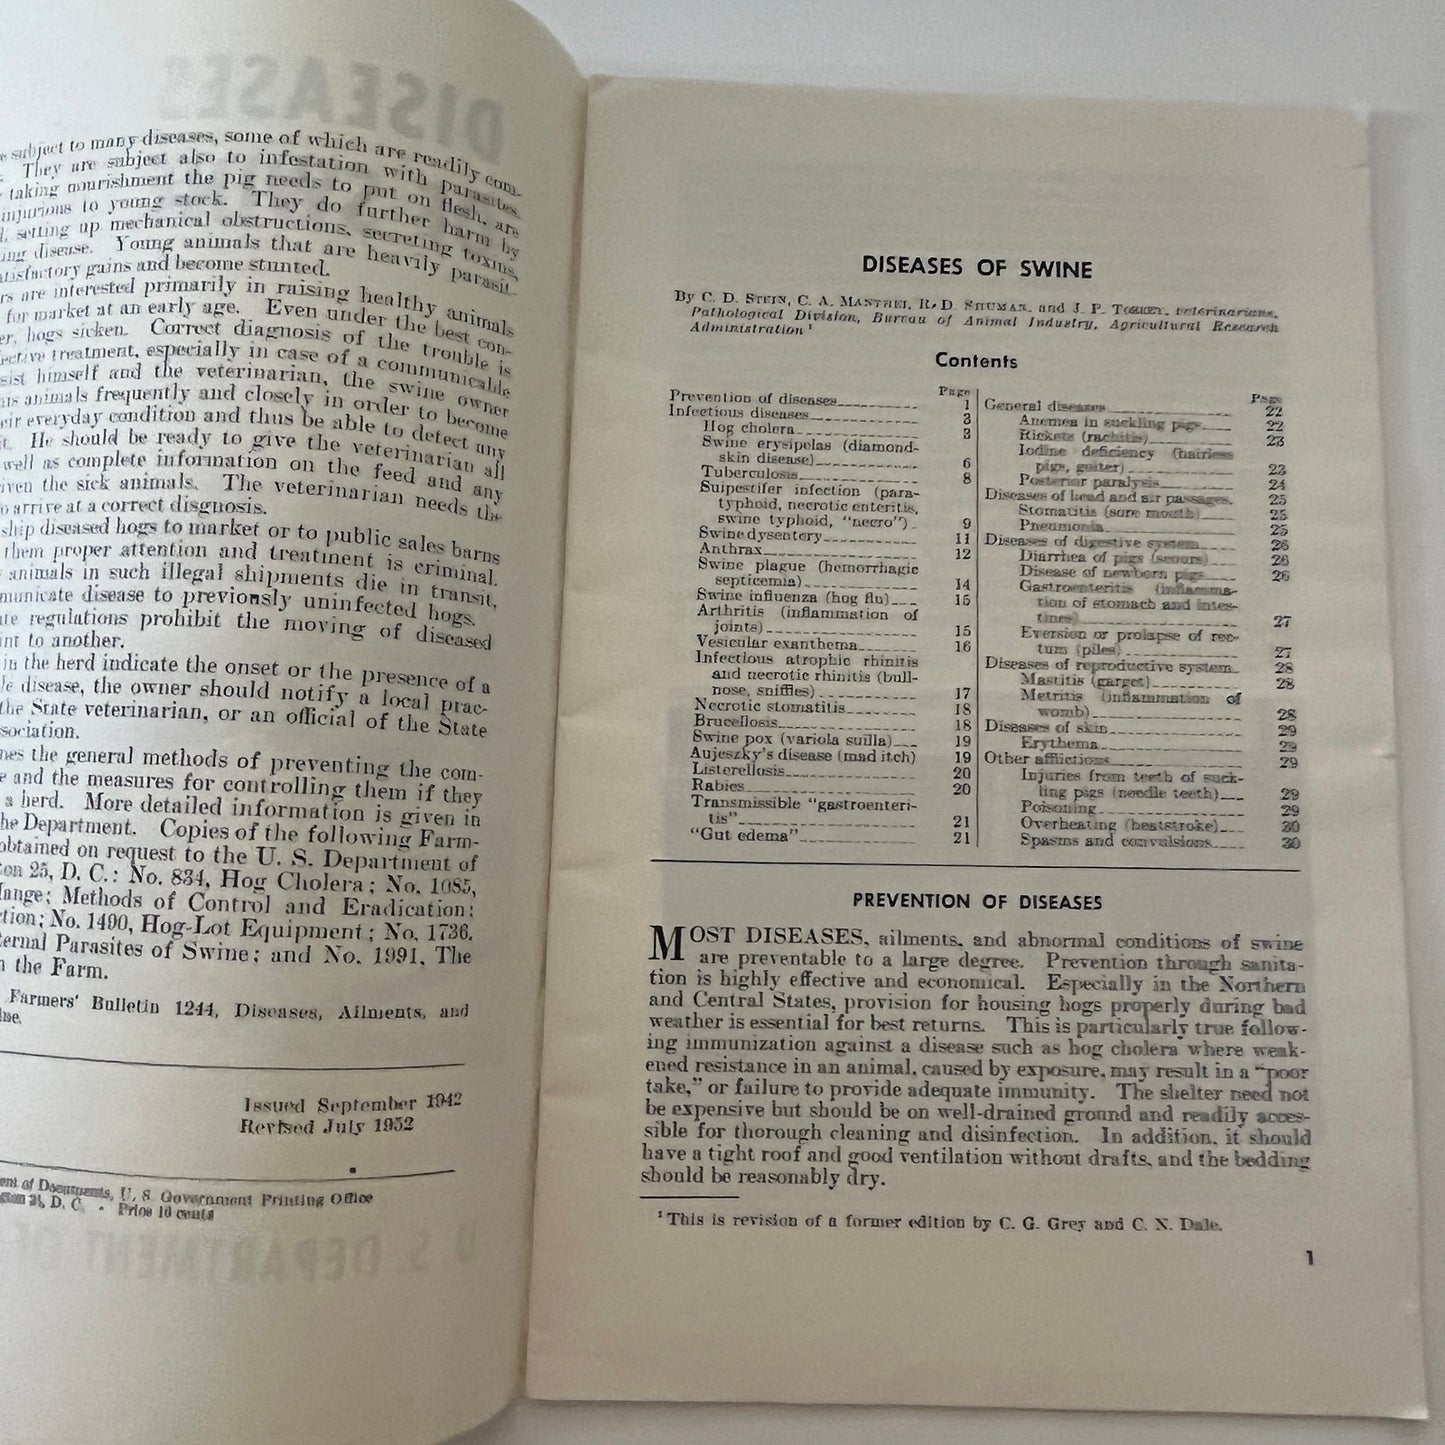 subject to many diseases, some of which are readily com-
They are subject also to infestation with parasites.
taking nourishment the pig needs to put on flesh, are
injurious to young stock. They do further harm by
setting up mechanical obstructions, secreting toxins,
disease. Young animals that are heavily parasit-
gains and become stunted.
are interested primarily in raising healthy animals
for market at an early age. Even under the best con-
hogs sicken. Correct diagnosis of the trouble is
treatment, especially in case of a communicable
himself and the veterinarian, the swine owner
animals frequently and closely in order to become
everyday condition and thus be able to detect any
He should be ready to give the veterinarian all
well as complete information on the feed and any
the sick animals. The veterinarian needs the
arrive at a correct disgnosis.
ship diseased hogs to market or to public sales barns
them proper attention and treatment is criminal.
animals in such illegal shipments die in transit,
disease to previously uninfected hogs.
regulations prohibit the moving of diseased
to another.
in the herd indicate the onset or the presence of a
disease, the owner should notify a local prac-
the State veterinarian, or an official of the State
the general methods of preventing the com-
and the measures for controlling them if they
a herd. More detailed information is given in
the Department. Copies of the following Farm-
obtained on request to the U. S. Department of
25, D. C.: No. 834, Hog Cholera; No. 1085,
Methods of Control and Eradication;
No. 1490, Hog-Lot Equipment; No. 1736,
Parasites of Swine; and No. 1991, The
the Farm.
Farmers' Bulletin 1244, Diseases, Ailments, and
Issued September 1942
Revised July 1952
of Documents, U. S. Government Printing Office
25, D. C. - Price 10 cents
DISEASES OF SWINE
By C. D. Stein, C. A. Manthei, R. D. Shuman, and J. P. Torrey, veterinarians,
Pathological Division, Bureau of Animal Industry, Agricultural Research
Administration 1
Contents
Page
Prevention of diseases 1
Infectious diseases 3
Hog cholera 3
Swine erysipelas (diamond-
skin disease) 6
Tuberculosis 8
Suipestifer infection (para-
typhoid, necrotic enteritis,
swine typhoid, "necro") 9
Swine dysentery 11
Anthrax 12
Swine plague (hemorrhagic
septicemia) 14
Swine influenza (hog flu) 15
Arthritis (inflammation of
joints) 15
Vesicular exanthema 16
Infectious atrophic rhinitis
and necrotic rhinitis (bull-
nose, sniffles) 17
Necrotic stomatitis 18
Brucellosis 18
Swine pox (variola suilla) 19
Aujeszky's disease (mad itch) 19
Listerellosis 20
Rabies 20
Transmissible "gastroenteri-
tis" 21
"Gut edema" 21
Page
General diseases 22
Anemea in suckling pigs 22
Rickets (rachitis) 23
Iodine deficiency (hairless
pigs, goiter) 23
Posterior paralysis 24
Diseases of head and air passages. 25
Stomatitis (sore mouth) 25
Pneumonia 25
Diseases of digestive system 26
Diarrhea of pigs (scours) 26
Disease of newborn pigs 26
Gastroenteritis (inflamma-
tion of stomach and intes-
tines) 27
Eversion or prolapse of rec-
tum (piles) 27
Diseases of reproductive system 28
Mastitis (garget) 28
Metritis (inflammation of
womb) 28
Diseases of skin 29
Erythema 29
Other afflictions 29
Injuries from teeth of suck-
ling pigs (needle teeth) 29
Poisoning 29
Overheating (heatstroke) 30
Spasms and convulsions 30
PREVENTION OF DISEASES
MOST DISEASES, ailments, and abnormal conditions of swine
are preventable to a large degree. Prevention through sanita-
tion is highly effective and economical. Especially in the Northern
and Central States, provision for housing hogs properly during bad
weather is essential for best returns. This is particularly true follow-
ing immunization against a disease such as hog cholera where weak-
ened resistance in an animal, caused by exposure, may result in a "poor
take," or failure to provide adequate immunity. The shelter need not
be expensive but should be on well-drained ground and readily acces-
sible for thorough cleaning and disinfection. In addition, it should
have a tight roof and good ventilation without drafts, and the bedding
should be reasonably dry.
1 This is revision of a former edition by C. G. Grey and C. N. Dale.
1